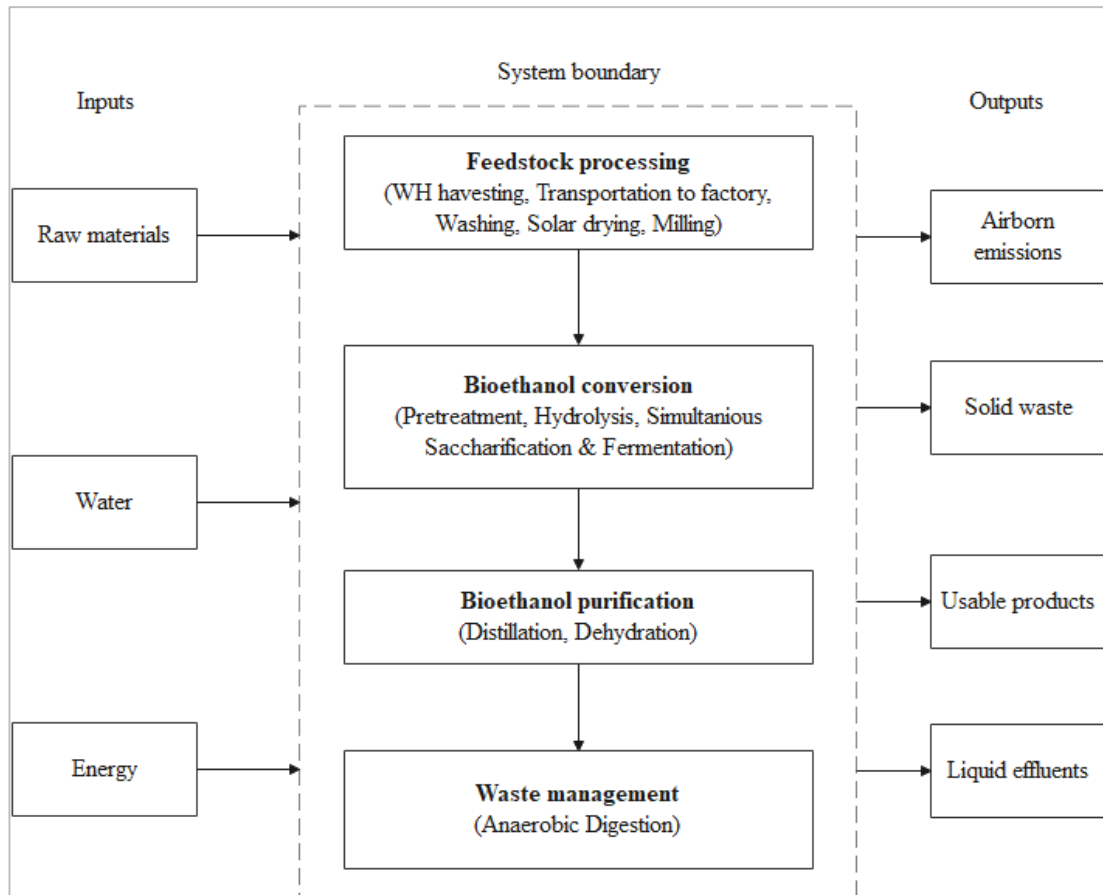 System boundary
Inputs
Outputs
Feedstock processing
(WH havesting, Transportation to factory,
Washing, Solar drying, Milling)
Raw materials
Airborn
emissions
Bioethanol conversion
(Pretreatment, Hydrolysis, Simultanious
Saccharification & Fermentation)
Solid waste
Water
Bioethanol purification
(Distillation, Dehydration)
Usable products
Energy
Waste management
(Anaerobic Digestion)
Liquid effluents